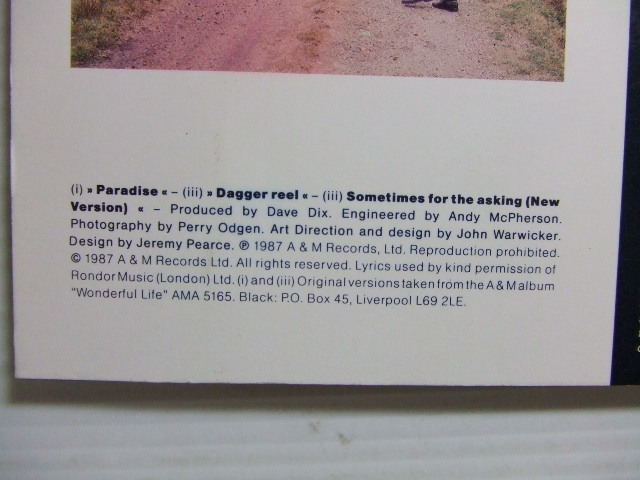 (i) » Paradise « – (iii) » Dagger reel « – (iii) Sometimes for the asking (New
Version) « – Produced by Dave Dix. Engineered by Andy McPherson.
Photography by Perry Odgen. Art Direction and design by John Warwicker.
Design by Jeremy Pearce. ℗ 1987 A & M Records, Ltd. Reproduction prohibited.
© 1987 A & M Records Ltd. All rights reserved. Lyrics used by kind permission of
Rondor Music (London) Ltd. (i) and (iii) Original versions taken from the A & M album
"Wonderful Life" AMA 5165. Black: P.O. Box 45, Liverpool L69 2LE.